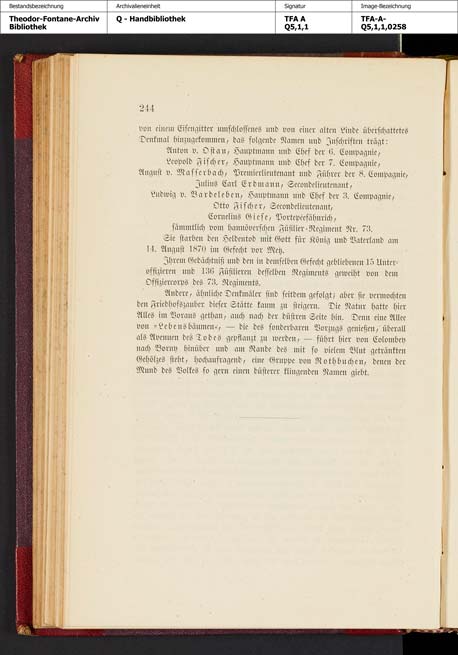 Bestandsbezeichnung
Archivalieneinheit
Signatur
Image-Bezeichnung
Theodor-Fontane-Archiv
Bibliothek
Q - Handbibliothek
TFA A
Q5,1,1
TFA-A-
Q5,1,1,0258
244
von einem Eisengitter umschlossenes und von einer alten Linde überschattetes
Denkmal hinzugekommen, das folgende Namen und Inschriften trägt:
Anton v. Ostau, Hauptmann und Chef der 6. Compagnie,
Leopold Fischer, Hauptmann und Chef der 7. Compagnie,
August v. Massenbach, Premierlieutenant und Führer der 8. Compagnie,
Julius Carl Erdmann, Secondelieutenant,
Ludwig v. Bardeleben, Hauptmann und Chef der 3. Compagnie,
Otto Fischer, Secondelieutenant,
Cornelius Giese, Portepeefähnrich,
sämmtlich vom hannöverschen Füsilier-Regiment Nr. 73.
Sie starben den Heldentod mit Gott für König und Vaterland am
14. August 1870 im Gefecht vor Metz.
Ihrem Gedächtniß und den in demselben Gefecht gebliebenen 15 Unter-
offizieren und 136 Füsilieren desselben Regiments geweiht von dem
Offiziercorps des 73. Regiments.
Andere, ähnliche Denkmäler sind seitdem gefolgt; aber sie vermochten
den Friedhofszauber dieser Stätte kaum zu steigern. Die Natur hatte hier
Alles im Voraus gethan, auch nach der düstren Seite hin. Denn eine Allee
von »Lebensbäumen«, — die des sonderbaren Vorzugs genießen, überall
als Avenuen des Todes gepflanzt zu werden, — führt hier von Colombey
nach Borny hinüber und am Rande des mit so vielem Blut getränkten
Gehölzes steht, hochaufragend, eine Gruppe von Rothbuchen, denen der
Mund des Volkes so gern einen düsterer klingenden Namen giebt.